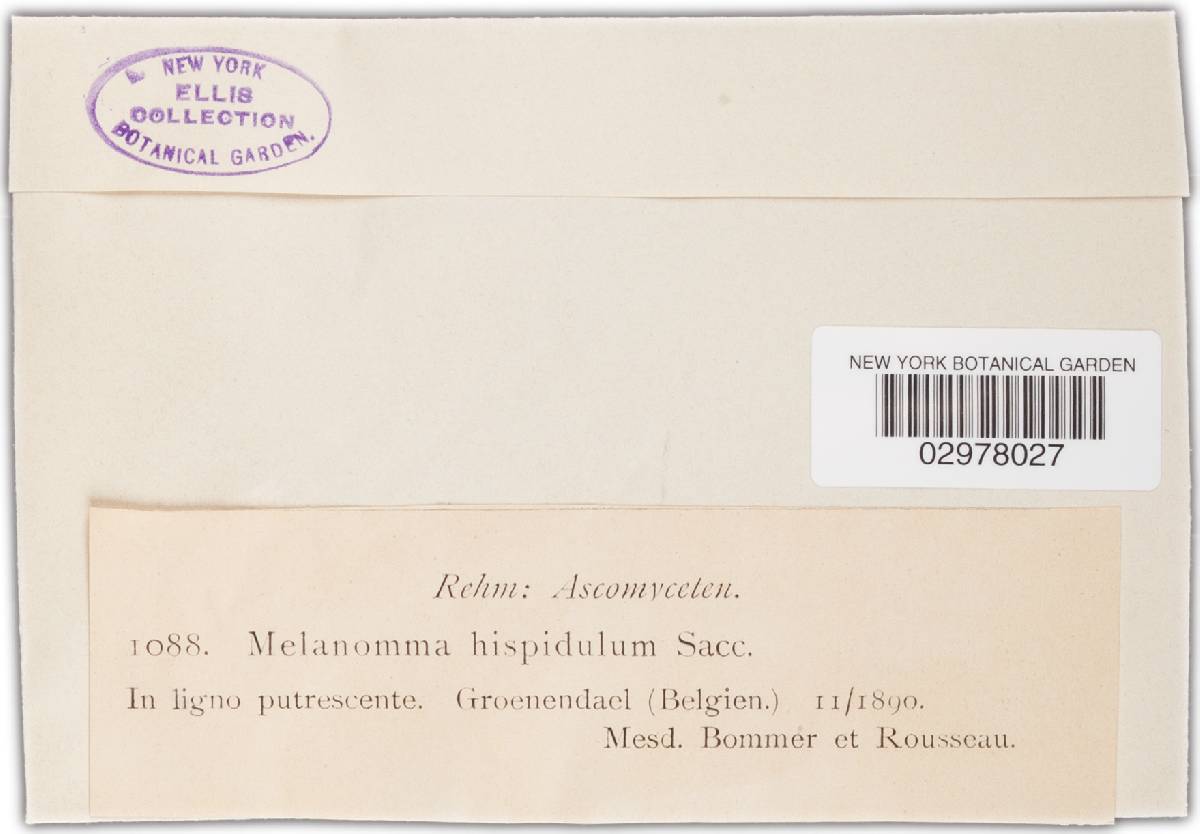 NEW YORK
ELLIS
COLLECTION
BOTANICAL GARDEN.
NEW YORK BOTANICAL GARDEN
02978027
Rehm: Ascomyceten.
1088. Melanomma hispidulum Sacc.
In ligno putrescente. Groenendael (Belgien.) 11/1890.
Mesd. Bommer et Rousseau.